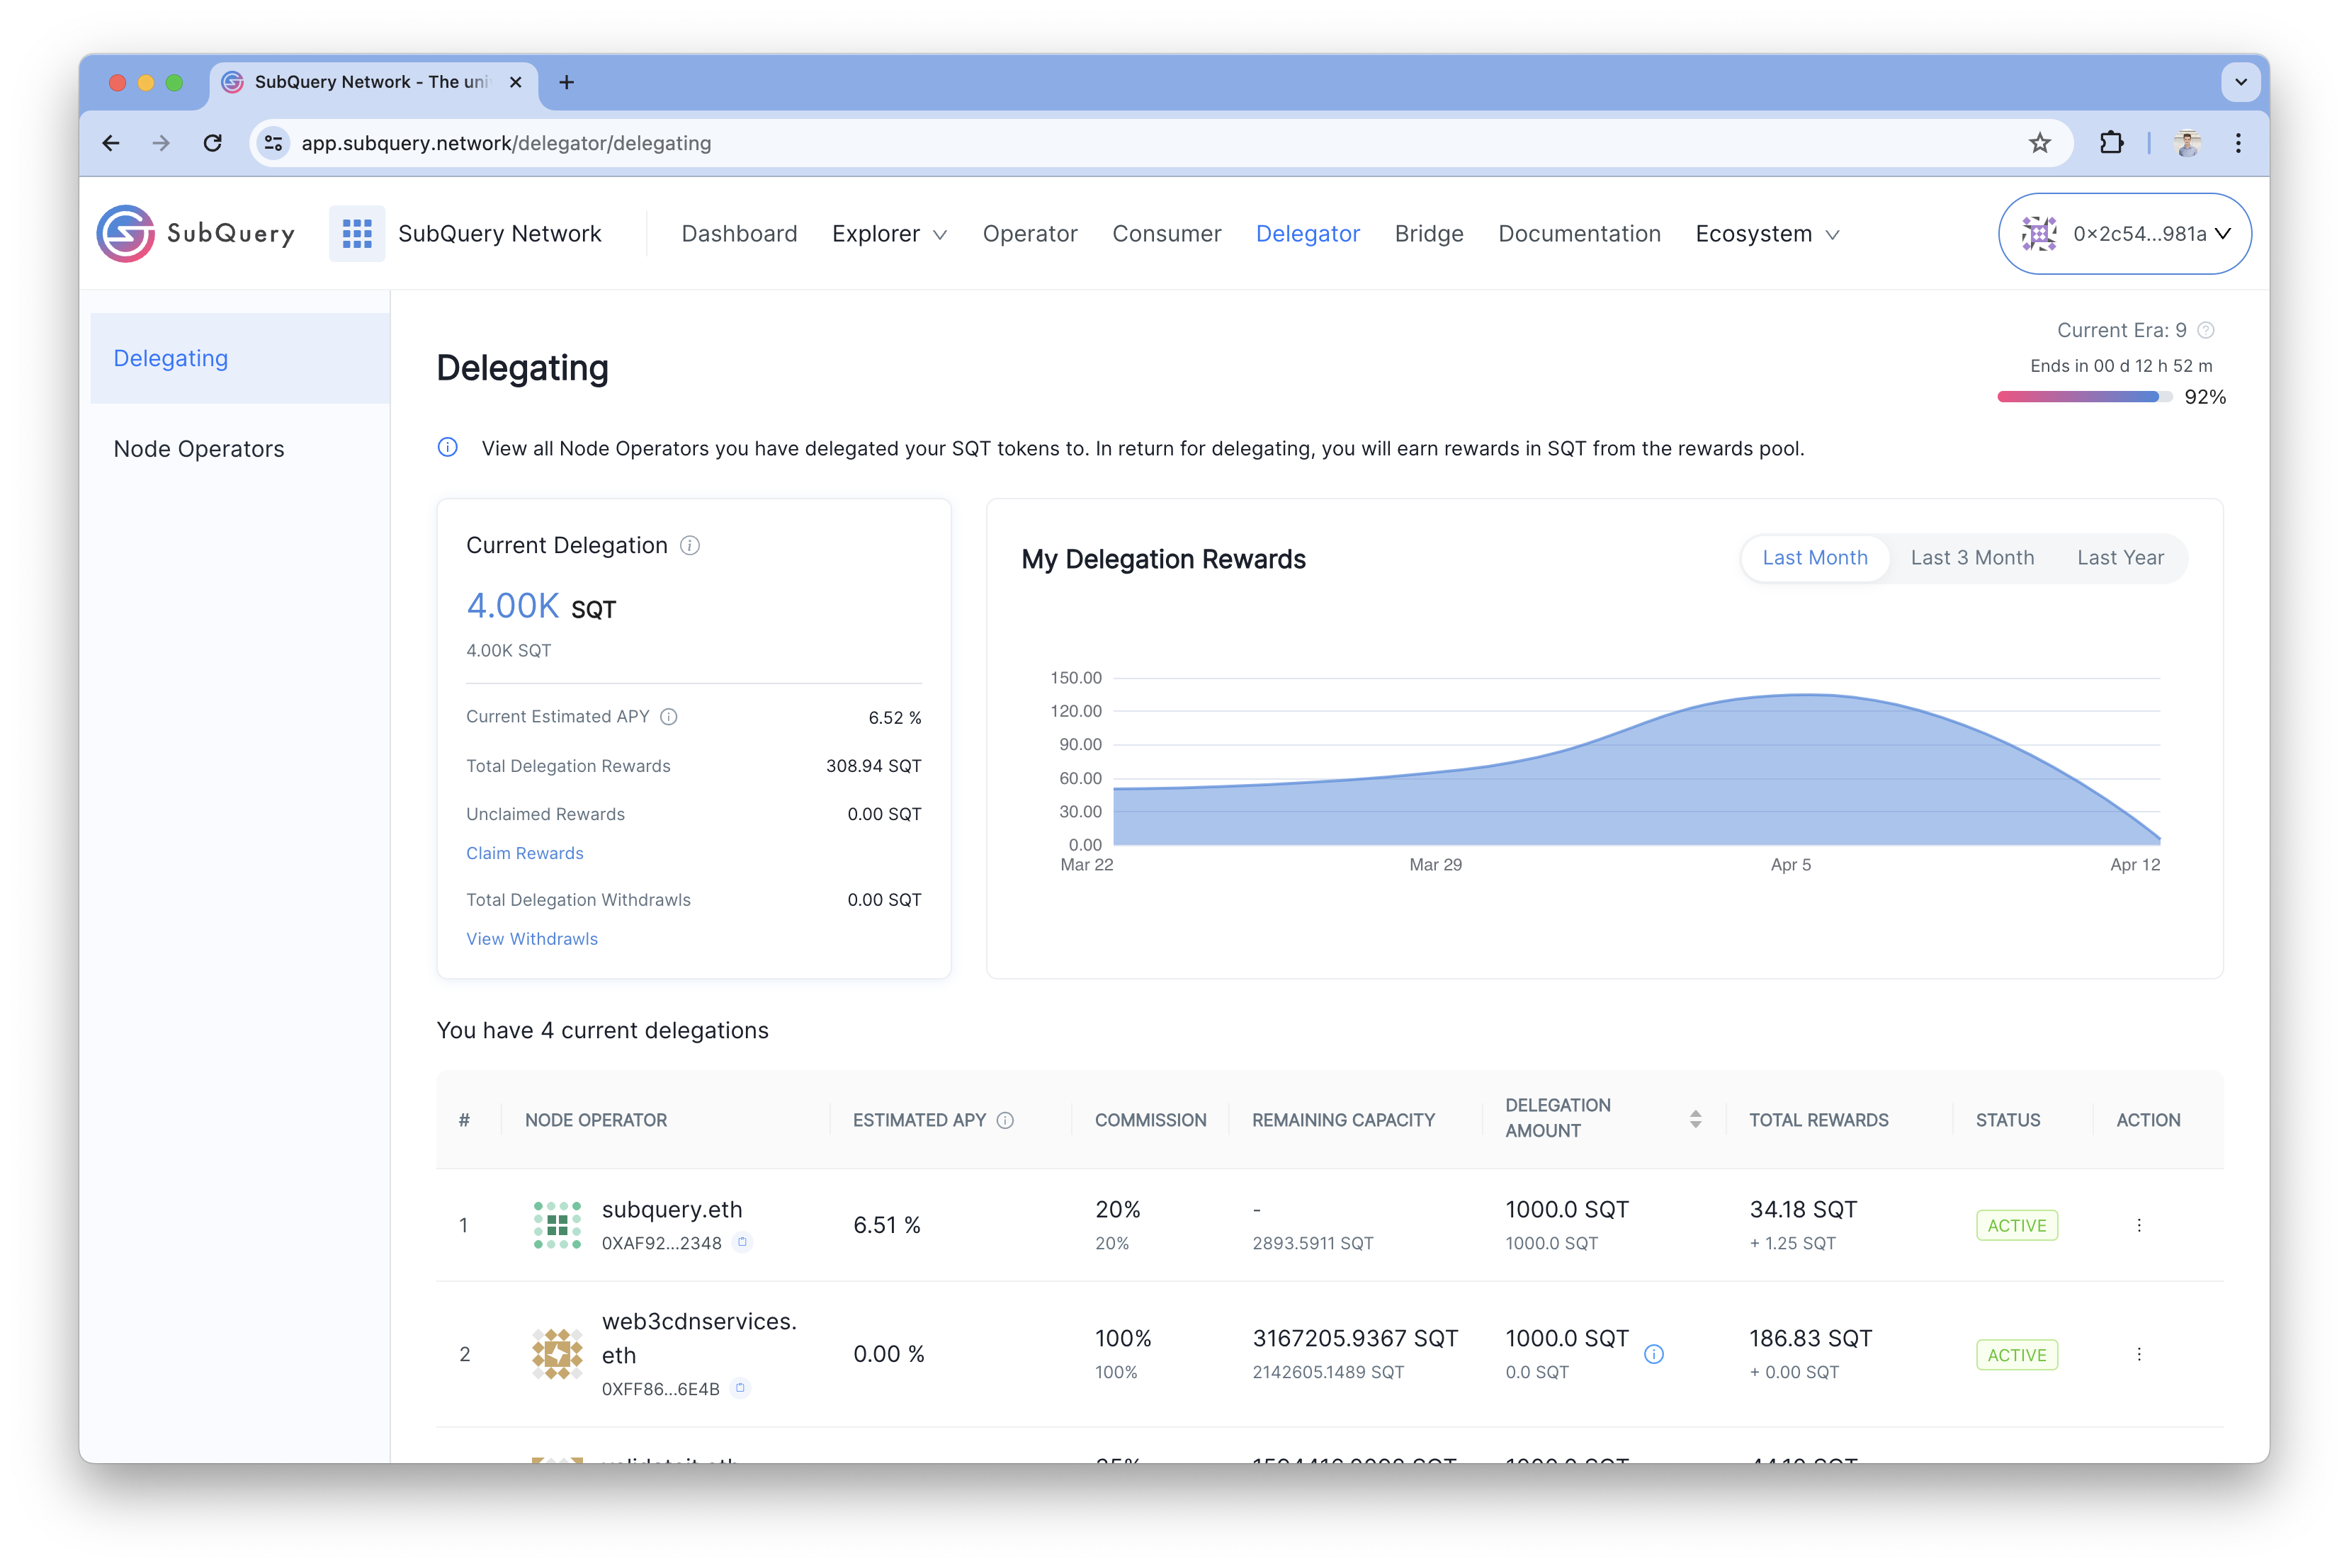 SubQuery Network - The uni
app.subquery.network/delegator/delegating
SubQuery
SubQuery Network
Dashboard
Explorer
Operator
Consumer
Delegator
Bridge
Documentation
Ecosystem
0x2c54...981a
Delegating
Node Operators
Delegating
Current Era: 9
Ends in 00 d 12 h 52 m
92%
View all Node Operators you have delegated your SQT tokens to. In return for delegating, you will earn rewards in SQT from the rewards pool.
Current Delegation
4.00K SQT
4.00K SQT
Current Estimated APY 6.52 %
Total Delegation Rewards 308.94 SQT
Unclaimed Rewards 0.00 SQT
Claim Rewards
Total Delegation Withdrawls 0.00 SQT
View Withdrawls
My Delegation Rewards
Last Month Last 3 Month Last Year
150.00
120.00
90.00
60.00
30.00
0.00
Mar 22 Mar 29 Apr 5 Apr 12
You have 4 current delegations
# NODE OPERATOR ESTIMATED APY COMMISSION REMAINING CAPACITY DELEGATION AMOUNT TOTAL REWARDS STATUS ACTION
1 subquery.eth 6.51 % 20% - 1000.0 SQT 34.18 SQT ACTIVE
0XAF92...2348 20% 2893.5911 SQT 1000.0 SQT + 1.25 SQT
2 web3cdnservices.eth 0.00 % 100% 3167205.9367 SQT 1000.0 SQT 186.83 SQT ACTIVE
0XFF86...6E4B 100% 2142605.1489 SQT 0.0 SQT + 0.00 SQT